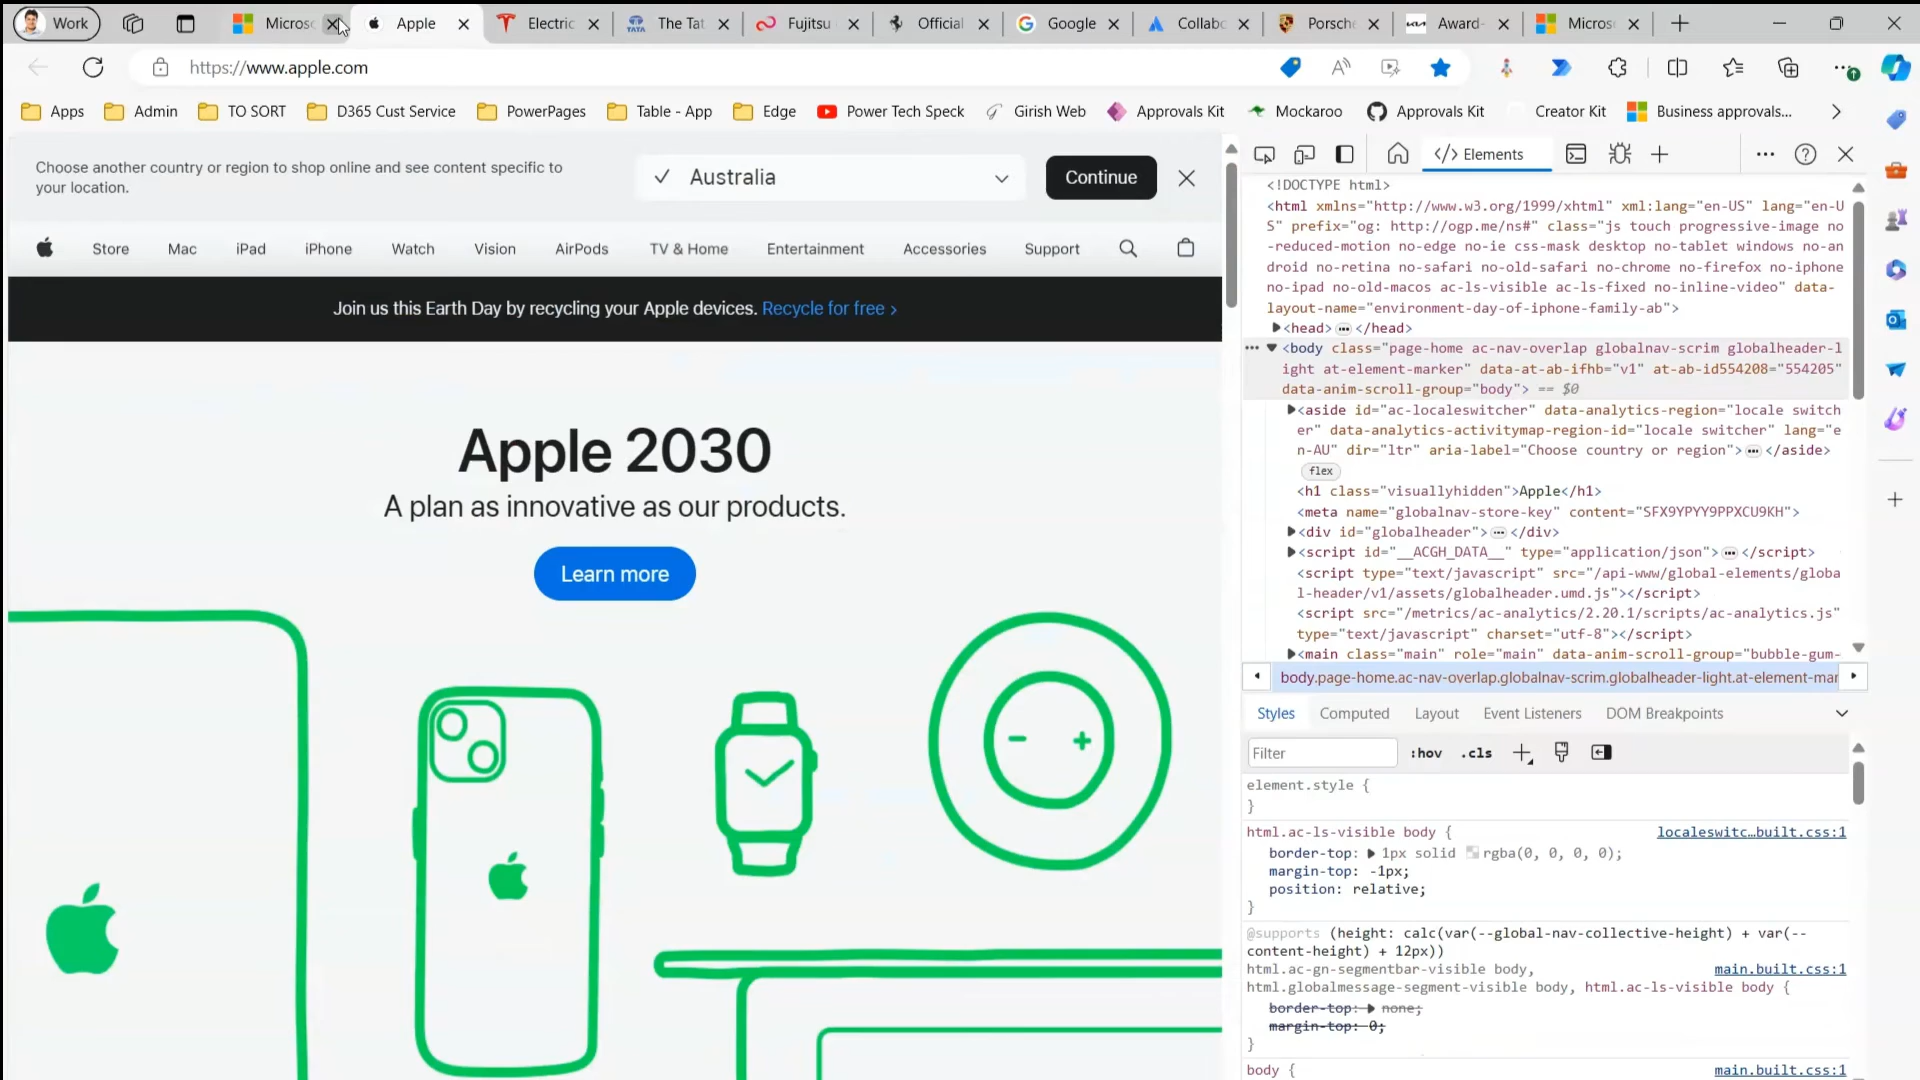 Work
Micros
Apple
Electric
The Tat
Fujitsu
Official
Google
Collabo
Porsche
Award-
Micros
https://www.apple.com
Apps
Admin
TO SORT
D365 Cust Service
PowerPages
Table - App
Edge
Power Tech Speck
Girish Web
Approvals Kit
Mockaroo
Approvals Kit
Creator Kit
Business approvals...
Choose another country or region to shop online and see content specific to
your location.
Australia
Continue
Store
Mac
iPad
iPhone
Watch
Vision
AirPods
TV & Home
Entertainment
Accessories
Support
Join us this Earth Day by recycling your Apple devices. Recycle for free >
Apple 2030
A plan as innovative as our products.
Learn more
</> Elements
<!DOCTYPE html>
<html xmlns="http://www.w3.org/1999/xhtml" xml:lang="en-US" lang="en-U
S" prefix="og: http://ogp.me/ns#" class="js touch progressive-image no
-reduced-motion no-edge no-ie css-mask desktop no-tablet windows no-an
droid no-retina no-safari no-old-safari no-chrome no-firefox no-iphone
no-ipad no-old-macos ac-ls-visible ac-ls-fixed no-inline-video" data-
layout-name="environment-day-of-iphone-family-ab">
<head> ... </head>
<body class="page-home ac-nav-overlap globalnav-scrim globalheader-l
ight at-element-marker" data-at-ab-ifhb="v1" at-ab-id554208="554205"
data-anim-scroll-group="body"> == $0
<aside id="ac-localeswitcher" data-analytics-region="locale switch
er" data-analytics-activitymap-region-id="locale switcher" lang="e
n-AU" dir="ltr" aria-label="Choose country or region"> ... </aside>
flex
<h1 class="visuallyhidden">Apple</h1>
<meta name="globalnav-store-key" content="SFX9YPYY9PPXCU9KH">
<div id="globalheader"> ... </div>
<script id="__ACGH_DATA__" type="application/json"> ... </script>
<script type="text/javascript" src="/api-www/global-elements/globa
l-header/v1/assets/globalheader.umd.js"></script>
<script src="/metrics/ac-analytics/2.20.1/scripts/ac-analytics.js"
type="text/javascript" charset="utf-8"></script>
<main class="main" role="main" data-anim-scroll-group="bubble-gum-
body.page-home.ac-nav-overlap.globalnav-scrim.globalheader-light.at-element-mar
Styles
Computed
Layout
Event Listeners
DOM Breakpoints
Filter
:hov
.cls
element.style {
}
html.ac-ls-visible body {
localeswitc…built.css:1
border-top: 1px solid rgba(0, 0, 0, 0);
margin-top: -1px;
position: relative;
}
@supports (height: calc(var(--global-nav-collective-height) + var(--
content-height) + 12px))
html.ac-gn-segmentbar-visible body,
main.built.css:1
html.globalmessage-segment-visible body, html.ac-ls-visible body {
border-top: none;
margin-top: 0;
}
body {
main.built.css:1